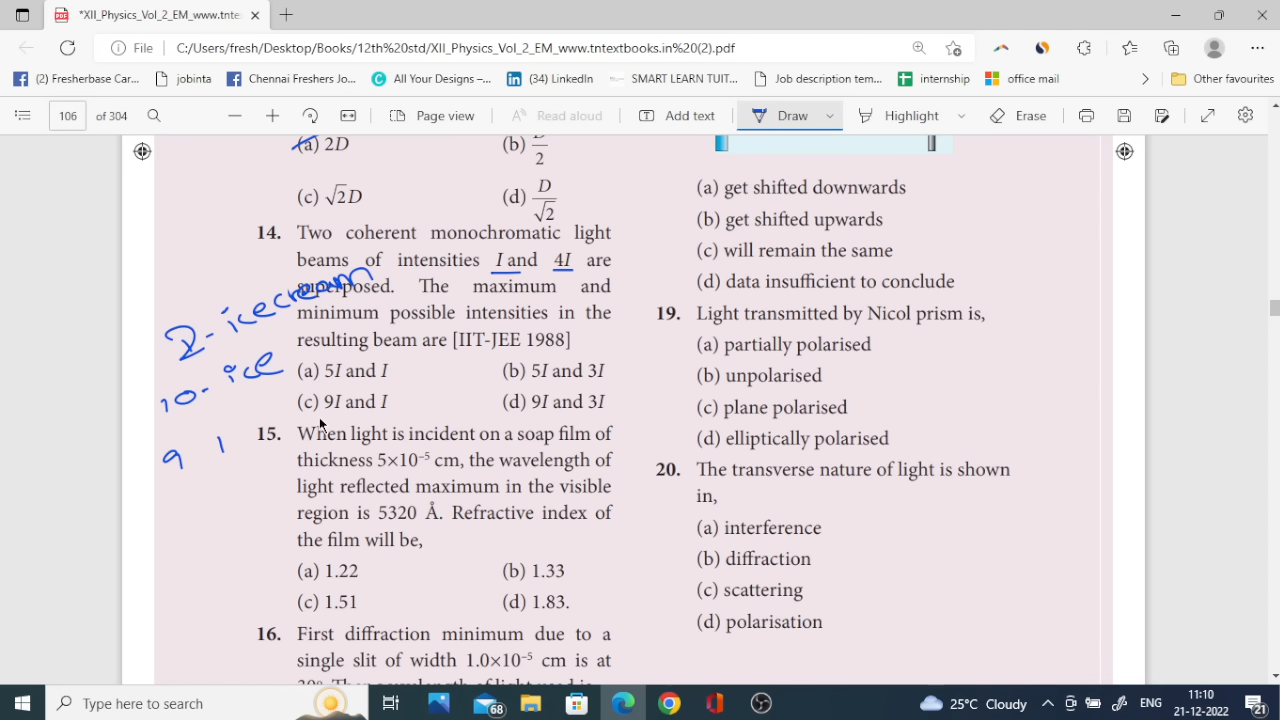 *XII_Physics_Vol_2_EM_www.tnte
File C:/Users/fresh/Desktop/Books/12th%20std/XII_Physics_Vol_2_EM_www.tntextbooks.in%20(2).pdf
(2) Fresherbase Car... jobinta Chennai Freshers Jo... All Your Designs –... (34) LinkedIn SMART LEARN TUIT... Job description tem... internship office mail Other favourites
106 of 304 Page view Read aloud Add text Draw Highlight Erase
(a) 2D (b) D/2
(c) √2D (d) D/√2
14. Two coherent monochromatic light
beams of intensities I and 4I are
superposed. The maximum and
minimum possible intensities in the
resulting beam are [IIT-JEE 1988]
(a) 5I and I (b) 5I and 3I
(c) 9I and I (d) 9I and 3I
2- icecream
10- ice
9 1
15. When light is incident on a soap film of
thickness 5×10⁻⁵ cm, the wavelength of
light reflected maximum in the visible
region is 5320 Å. Refractive index of
the film will be,
(a) 1.22 (b) 1.33
(c) 1.51 (d) 1.83.
16. First diffraction minimum due to a
single slit of width 1.0×10⁻⁵ cm is at
(a) get shifted downwards
(b) get shifted upwards
(c) will remain the same
(d) data insufficient to conclude
19. Light transmitted by Nicol prism is,
(a) partially polarised
(b) unpolarised
(c) plane polarised
(d) elliptically polarised
20. The transverse nature of light is shown
in,
(a) interference
(b) diffraction
(c) scattering
(d) polarisation
Type here to search 68 25°C Cloudy ENG 11:10
21-12-2022 21